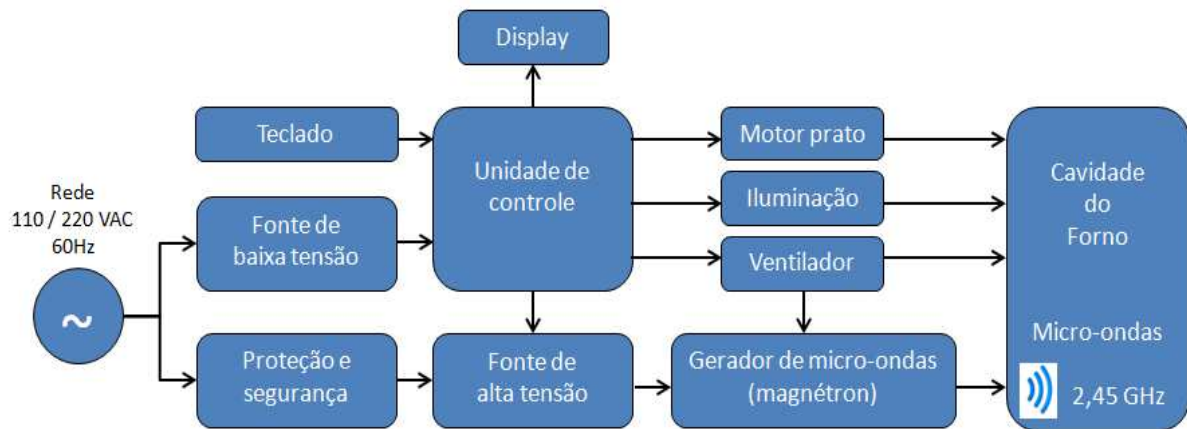 Display
Teclado
Unidade de
controle
Motor prato
Iluminação
Ventilador
Cavidade
do
Forno
Rede
110 / 220 VAC
60Hz
~
Fonte de
baixa tensão
Proteção e
segurança
Fonte de
alta tensão
Gerador de micro-ondas
(magnétron)
Micro-ondas
2,45 GHz